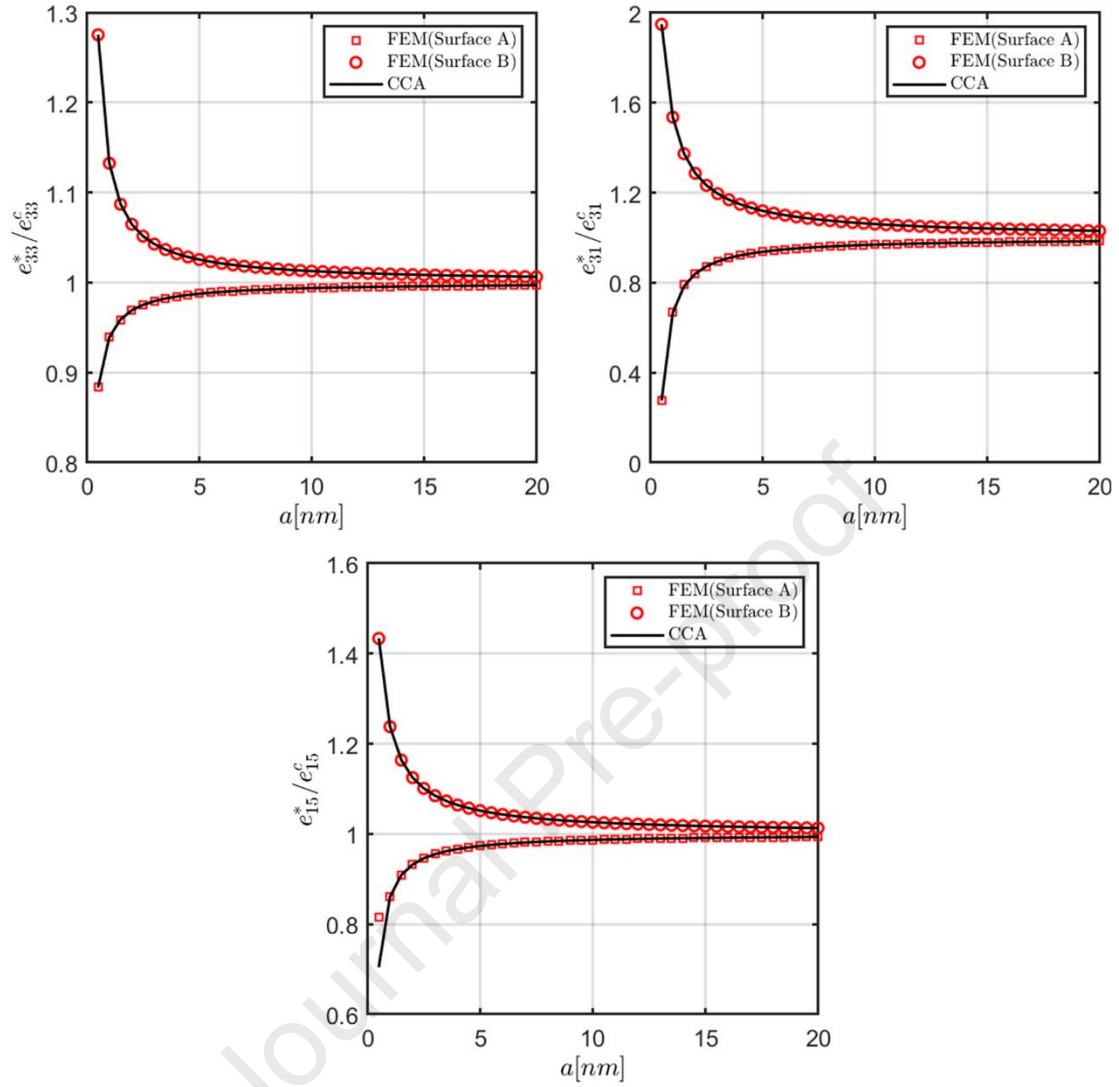 1.3
1.2
1.1
1
0.9
0.8
0 5 10 15 20
e*33/e^c33
a[nm]
FEM(Surface A)
FEM(Surface B)
CCA
2
1.6
1.2
0.8
0.4
0
0 5 10 15 20
e*31/e^c31
a[nm]
FEM(Surface A)
FEM(Surface B)
CCA
1.6
1.4
1.2
1
0.8
0.6
0 5 10 15 20
e*15/e^c15
a[nm]
FEM(Surface A)
FEM(Surface B)
CCA
Journal Pre-proof